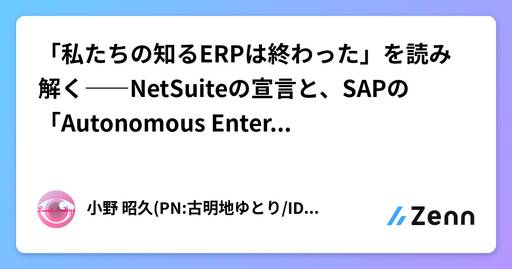 「私たちの知るERPは終わった」を読み
解く──NetSuiteの宣言と、SAPの
「Autonomous Enter...
小野 昭久(PN:古明地ゆとり/ID...
Zenn